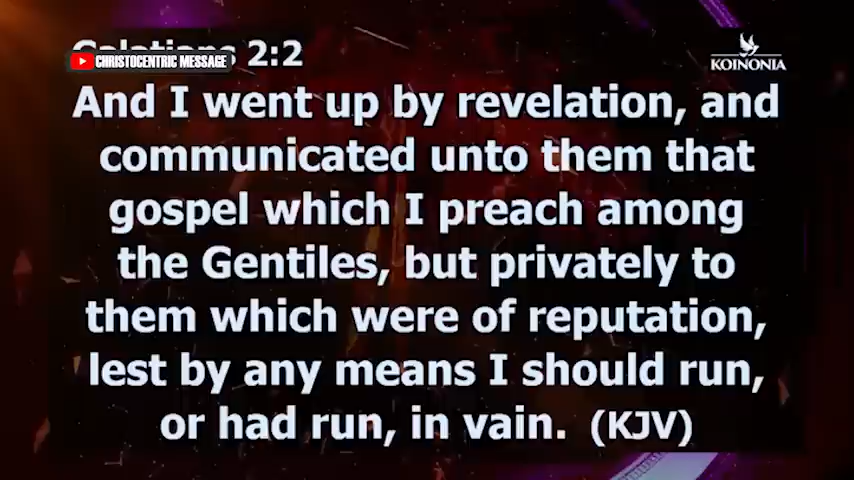 Galatians 2:2
CHRISTOCENTRIC MESSAGE
KOINONIA
And I went up by revelation, and
communicated unto them that
gospel which I preach among
the Gentiles, but privately to
them which were of reputation,
lest by any means I should run,
or had run, in vain. (KJV)